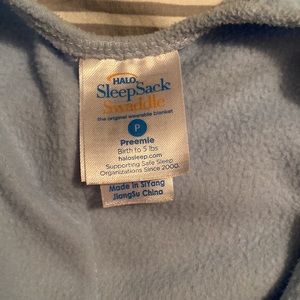 HALO
SleepSack
Swaddle
the original wearable blanket
P
Preemie
Birth to 5 lbs
halosleep.com
Supporting Safe Sleep
Organizations Since 2000.
Made in SiYang
JiangSu China